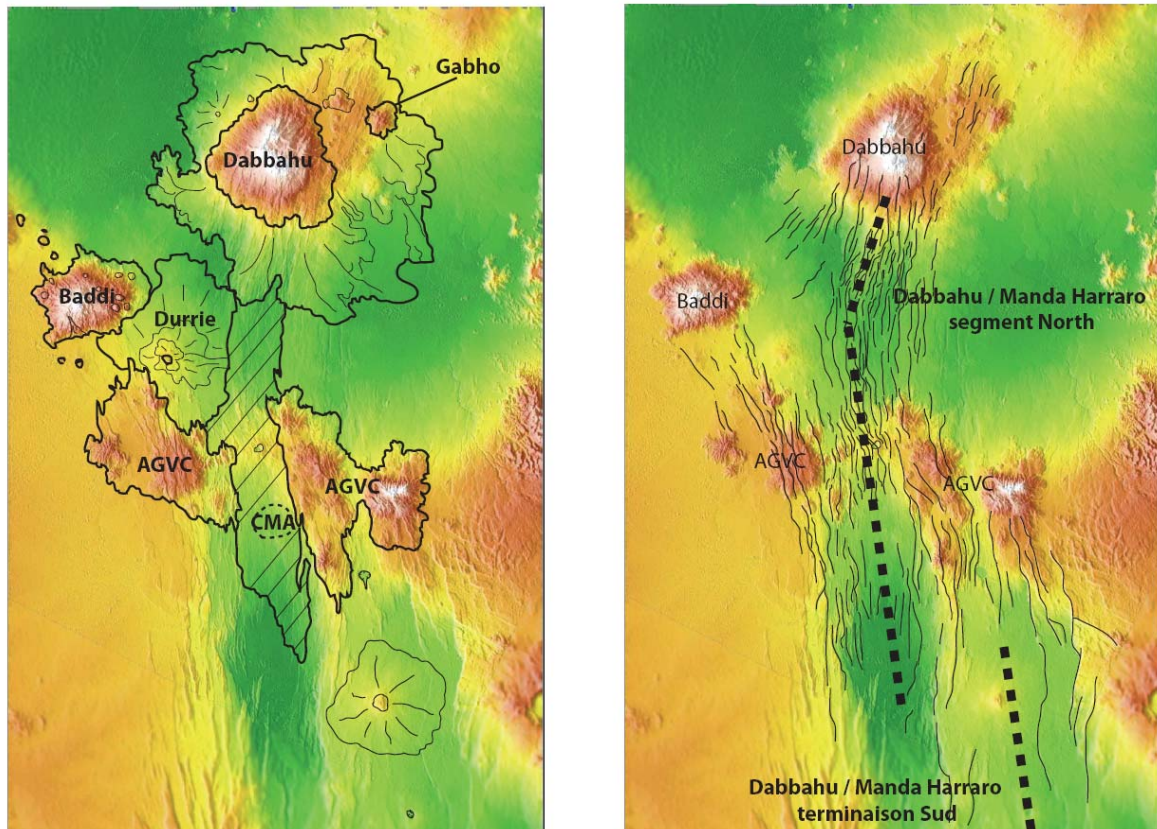 Gabho
Dabbahu
Baddi
Durrie
AGVC
AGVC
CMA
Dabbahu
Baddi
Dabbahu / Manda Harraro
segment North
AGVC
AGVC
Dabbahu / Manda Harraro
terminaison Sud